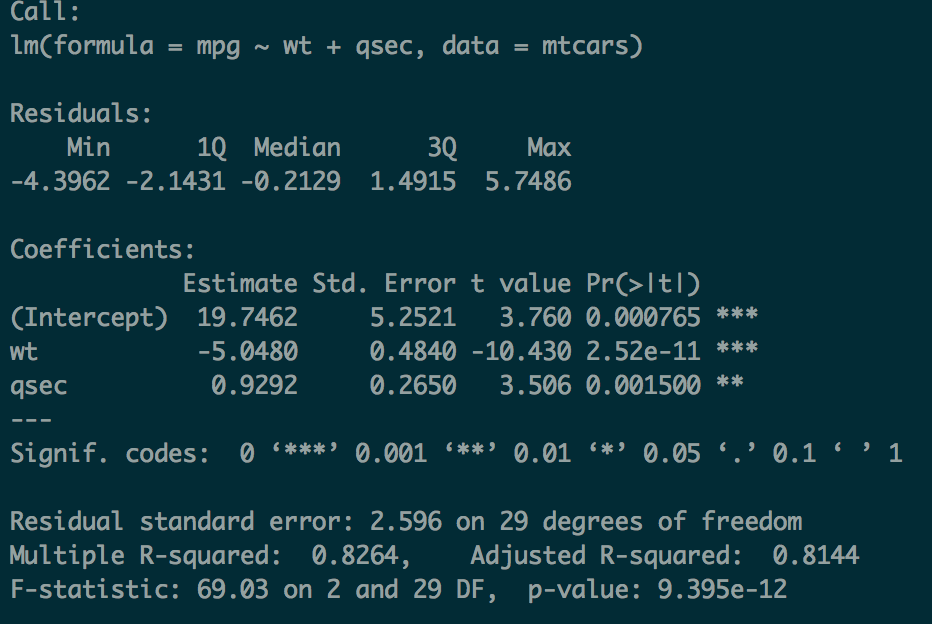 Call:
lm(formula = mpg ~ wt + qsec, data = mtcars)
Residuals:
    Min      1Q  Median      3Q     Max
-4.3962 -2.1431 -0.2129  1.4915  5.7486
Coefficients:
            Estimate Std. Error t value Pr(>|t|)
(Intercept)  19.7462     5.2521   3.760 0.000765 ***
wt           -5.0480     0.4840 -10.430 2.52e-11 ***
qsec          0.9292     0.2650   3.506 0.001500 **
---
Signif. codes:  0 ‘***’ 0.001 ‘**’ 0.01 ‘*’ 0.05 ‘.’ 0.1 ‘ ’ 1
Residual standard error: 2.596 on 29 degrees of freedom
Multiple R-squared:  0.8264,    Adjusted R-squared:  0.8144
F-statistic: 69.03 on 2 and 29 DF,  p-value: 9.395e-12